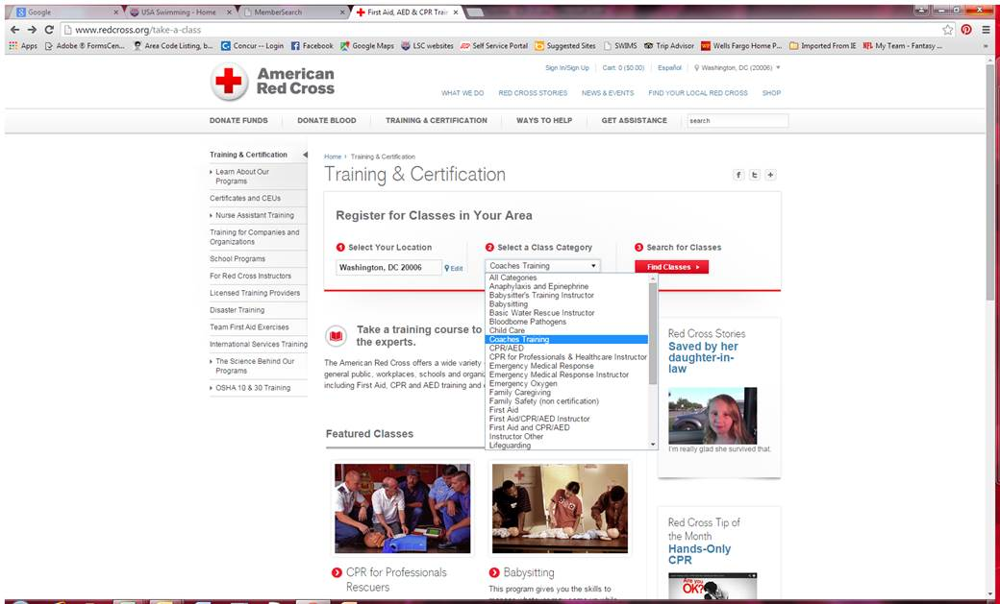 Google
USA Swimming - Home
MemberSearch
First Aid, AED & CPR Train
www.redcross.org/take-a-class
Apps
Adobe ® FormsCen...
Area Code Listing, b...
Concur -- Login
Facebook
Google Maps
LSC websites
Self Service Portal
Suggested Sites
SWIMS
Trip Advisor
Wells Fargo Home P...
Imported From IE
My Team - Fantasy ...
American
Red Cross
Sign In/Sign Up
Cart: 0 ($0.00)
Español
Washington, DC (20006)
WHAT WE DO
RED CROSS STORIES
NEWS & EVENTS
FIND YOUR LOCAL RED CROSS
SHOP
DONATE FUNDS
DONATE BLOOD
TRAINING & CERTIFICATION
WAYS TO HELP
GET ASSISTANCE
search
Training & Certification
Learn About Our
Programs
Certificates and CEUs
Nurse Assistant Training
Training for Companies and
Organizations
School Programs
For Red Cross Instructors
Licensed Training Providers
Disaster Training
Team First Aid Exercises
International Services Training
The Science Behind Our
Programs
OSHA 10 & 30 Training
Home › Training & Certification
Training & Certification
Register for Classes in Your Area
1 Select Your Location
Washington, DC 20006
Edit
2 Select a Class Category
Coaches Training
All Categories
Anaphylaxis and Epinephrine
Babysitter's Training Instructor
Babysitting
Basic Water Rescue Instructor
Bloodborne Pathogens
Child Care
Coaches Training
CPR/AED
CPR for Professionals & Healthcare Instructor
Emergency Medical Response
Emergency Medical Response Instructor
Emergency Oxygen
Family Caregiving
Family Safety (non certification)
First Aid
First Aid/CPR/AED Instructor
First Aid and CPR/AED
Instructor Other
Lifeguarding
3 Search for Classes
Find Classes
Take a training course to
the experts.
The American Red Cross offers a wide variety
general public, workplaces, schools and organi
including First Aid, CPR and AED training and
Featured Classes
CPR for Professionals
Rescuers
Babysitting
This program gives you the skills to
Red Cross Stories
Saved by her
daughter-in-
law
I'm really glad she survived that.
Red Cross Tip of
the Month
Hands-Only
CPR
Are you
OK?